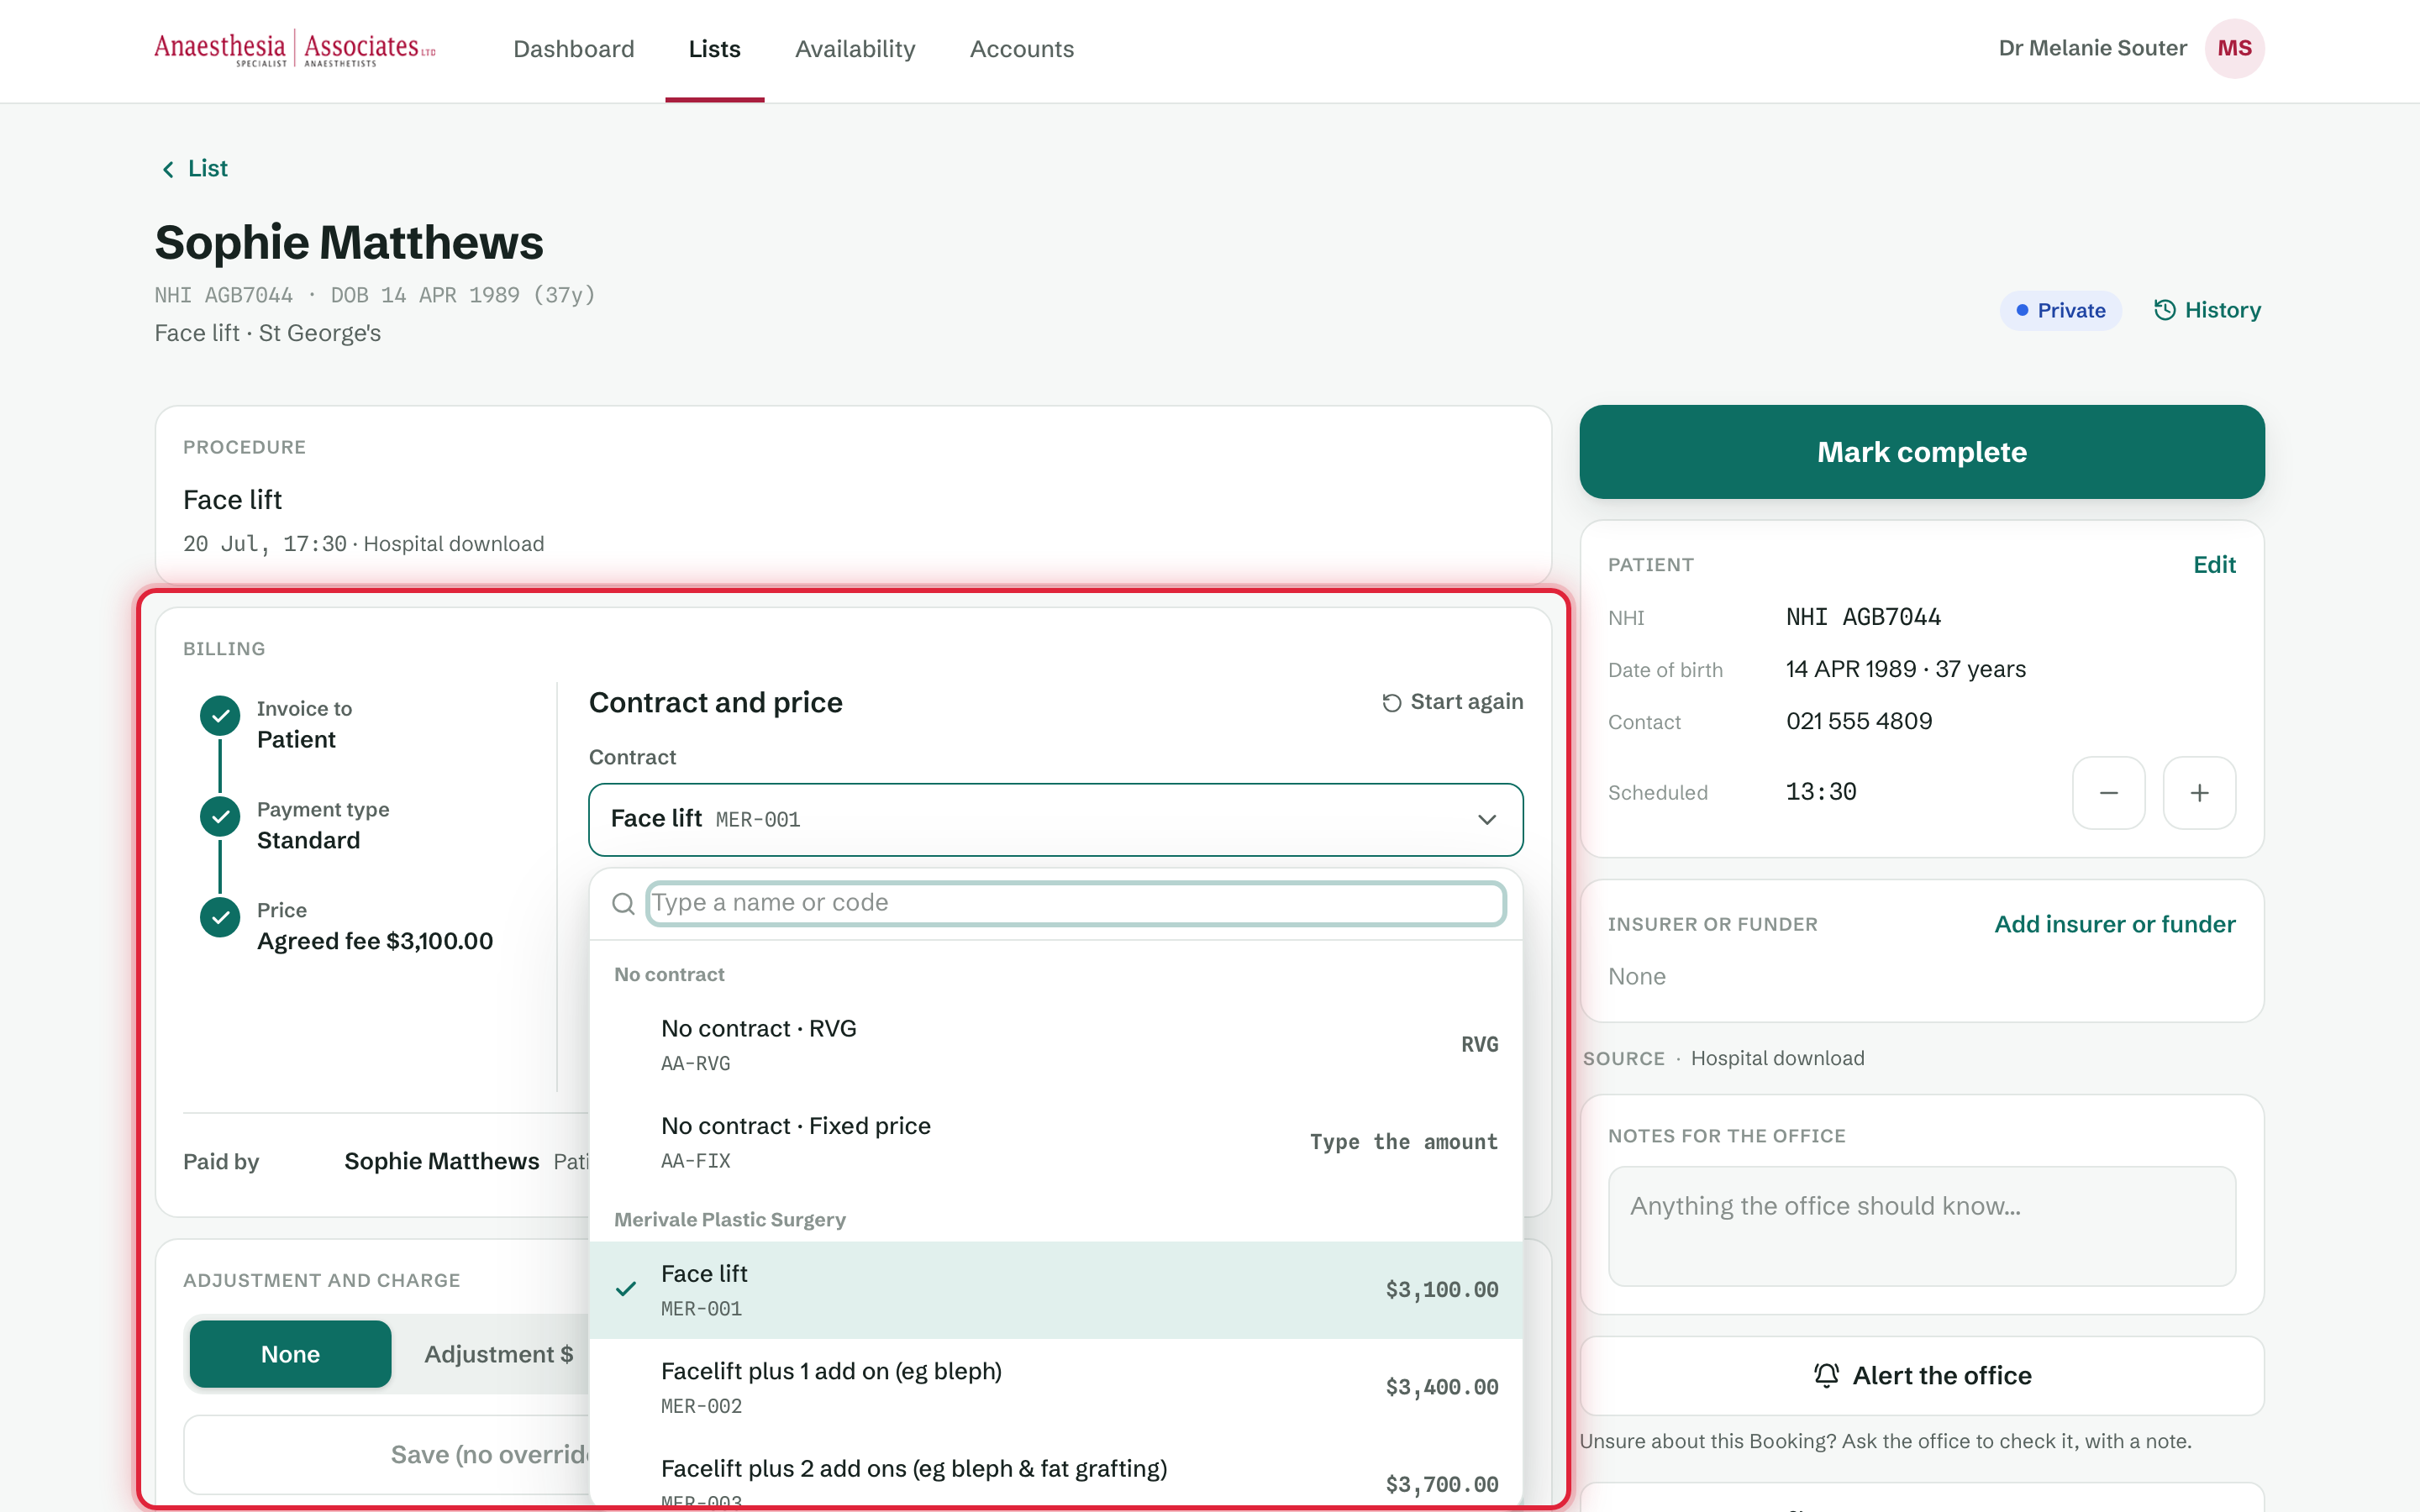 Anaesthesia | Associates LTD
SPECIALIST ANAESTHETISTS
Dashboard
Lists
Availability
Accounts
Dr Melanie Souter
MS
List
Sophie Matthews
NHI AGB7044 · DOB 14 APR 1989 (37y)
Face lift · St George's
Private
History
PROCEDURE
Face lift
20 Jul, 17:30 · Hospital download
BILLING
Invoice to
Patient
Payment type
Standard
Price
Agreed fee $3,100.00
Contract and price
Start again
Contract
Face lift MER-001
Type a name or code
No contract
No contract · RVG
AA-RVG
RVG
No contract · Fixed price
AA-FIX
Type the amount
Merivale Plastic Surgery
Face lift
MER-001
$3,100.00
Facelift plus 1 add on (eg bleph)
MER-002
$3,400.00
Facelift plus 2 add ons (eg bleph & fat grafting)
MER-003
$3,700.00
Paid by
Sophie Matthews
ADJUSTMENT AND CHARGE
None
Adjustment $
Save (no override
Mark complete
PATIENT
Edit
NHI
NHI AGB7044
Date of birth
14 APR 1989 · 37 years
Contact
021 555 4809
Scheduled
13:30
INSURER OR FUNDER
Add insurer or funder
None
SOURCE · Hospital download
NOTES FOR THE OFFICE
Anything the office should know...
Alert the office
Unsure about this Booking? Ask the office to check it, with a note.